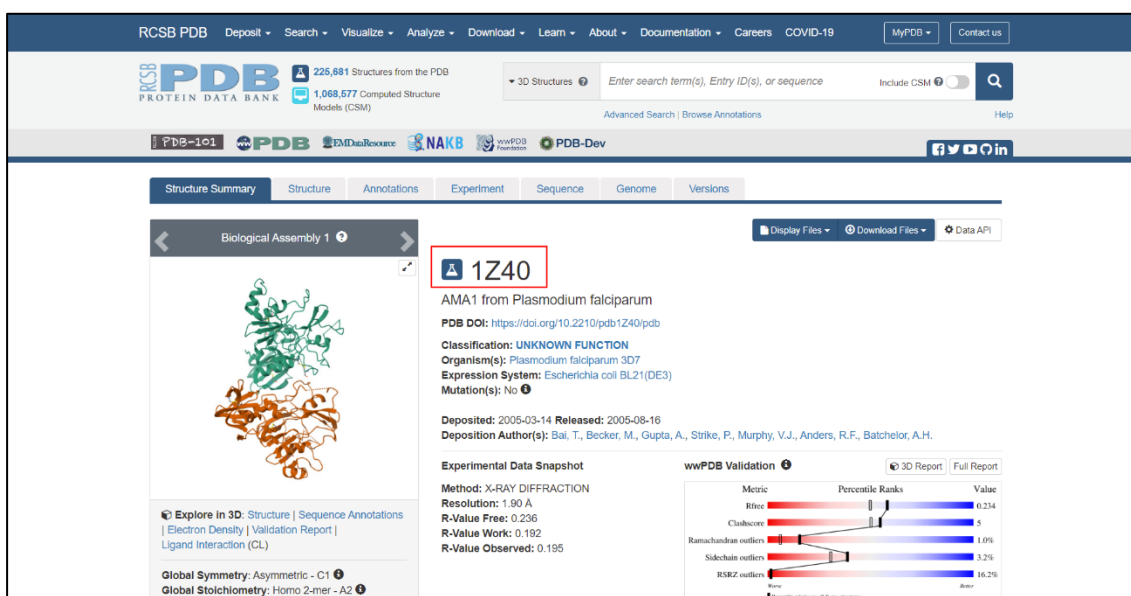 RCSB PDB Deposit Search Visualize Analyze Download Learn About Documentation Careers COVID-19 MyPDB Contact us
RCSB PDB
PROTEIN DATA BANK
225,681 Structures from the PDB
1,068,577 Computed Structure
Models (CSM)
3D Structures
Enter search term(s), Entry ID(s), or sequence
Include CSM
Advanced Search | Browse Annotations
Help
PDB-101 PDB EMDataResource NAKB wwPDB Foundation PDB-Dev
Structure Summary Structure Annotations Experiment Sequence Genome Versions
Biological Assembly 1
Display Files Download Files Data API
1Z40
AMA1 from Plasmodium falciparum
PDB DOI: https://doi.org/10.2210/pdb1Z40/pdb
Classification: UNKNOWN FUNCTION
Organism(s): Plasmodium falciparum 3D7
Expression System: Escherichia coli BL21(DE3)
Mutation(s): No
Deposited: 2005-03-14 Released: 2005-08-16
Deposition Author(s): Bai, T., Becker, M., Gupta, A., Strike, P., Murphy, V.J., Anders, R.F., Batchelor, A.H.
Experimental Data Snapshot
Method: X-RAY DIFFRACTION
Resolution: 1.90 Å
R-Value Free: 0.236
R-Value Work: 0.192
R-Value Observed: 0.195
wwPDB Validation
3D Report Full Report
Metric Percentile Ranks Value
Rfree 0.234
Clashscore 5
Ramachandran outliers 1.0%
Sidechain outliers 3.2%
RSRZ outliers 16.2%
Worse Better
Explore in 3D: Structure | Sequence Annotations
| Electron Density | Validation Report |
Ligand Interaction (CL)
Global Symmetry: Asymmetric - C1
Global Stoichiometry: Homo 2-mer - A2